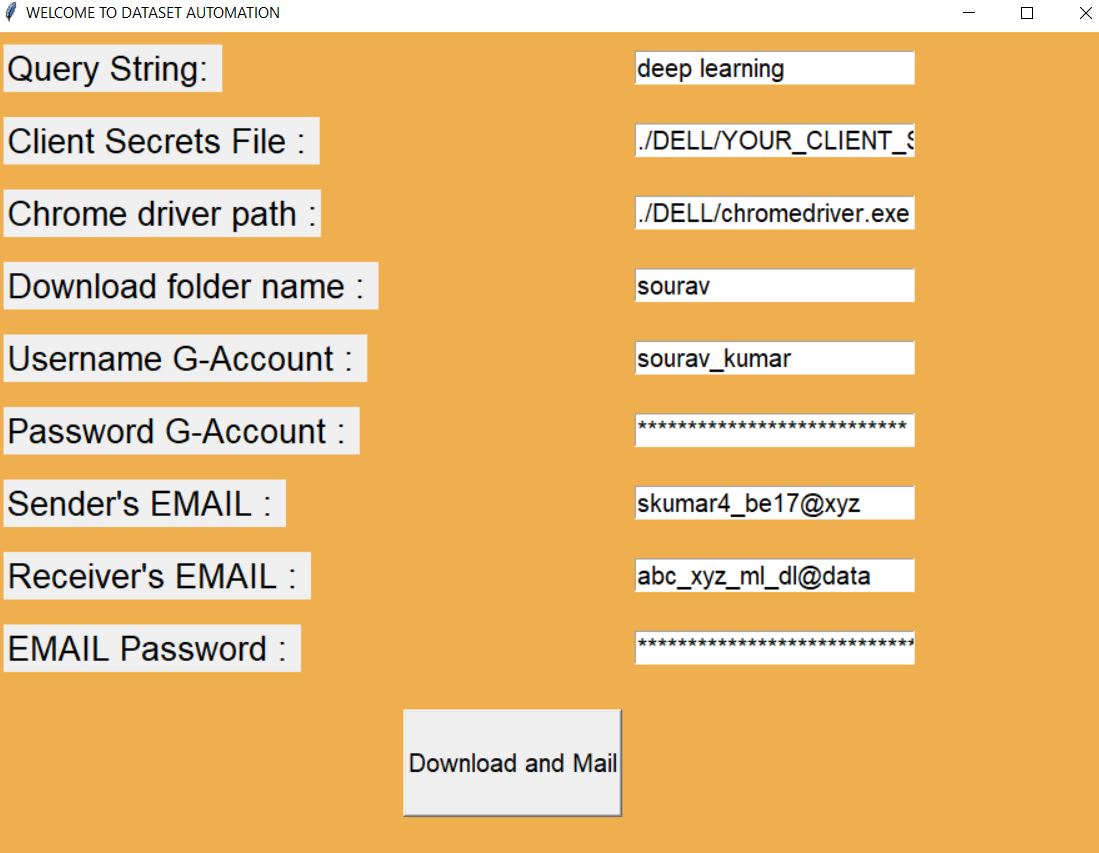 WELCOME TO DATASET AUTOMATION
Query String: deep learning
Client Secrets File : ./DELL/YOUR_CLIENT_S
Chrome driver path : ./DELL/chromedriver.exe
Download folder name : sourav
Username G-Account : sourav_kumar
Password G-Account : ***************************
Sender's EMAIL : skumar4_be17@xyz
Receiver's EMAIL : abc_xyz_ml_dl@data
EMAIL Password : ****************************
Download and Mail